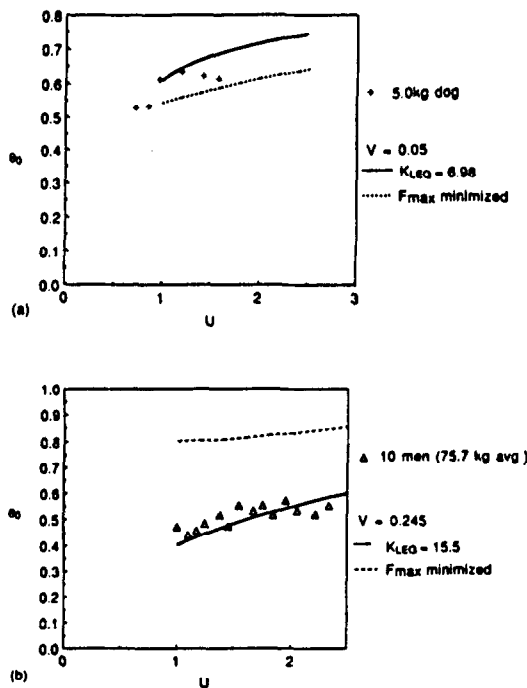 0.8
0.7
0.6
0.5
0.4
0.3
0.2
0.1
0.0
θ₀
0 1 2 3
U
(a)
+ 5.0kg dog
V = 0.05
K_LEG = 6.98
Fmax minimized
1.0
0.9
0.8
0.7
0.6
0.5
0.4
0.3
0.2
0.1
0.0
θ₀
0 1 2
U
(b)
△ 10 men (75.7 kg avg)
V = 0.245
K_LEG = 15.5
Fmax minimized